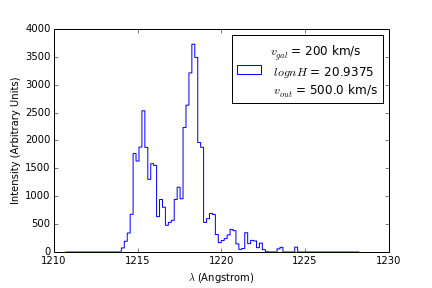 4000
3500
3000
2500
2000
1500
1000
500
0
1210
1215
1220
1225
1230
Intensity (Arbitrary Units)
λ (Angstrom)
v_gal = 200 km/s
lognH = 20.9375
v_out = 500.0 km/s